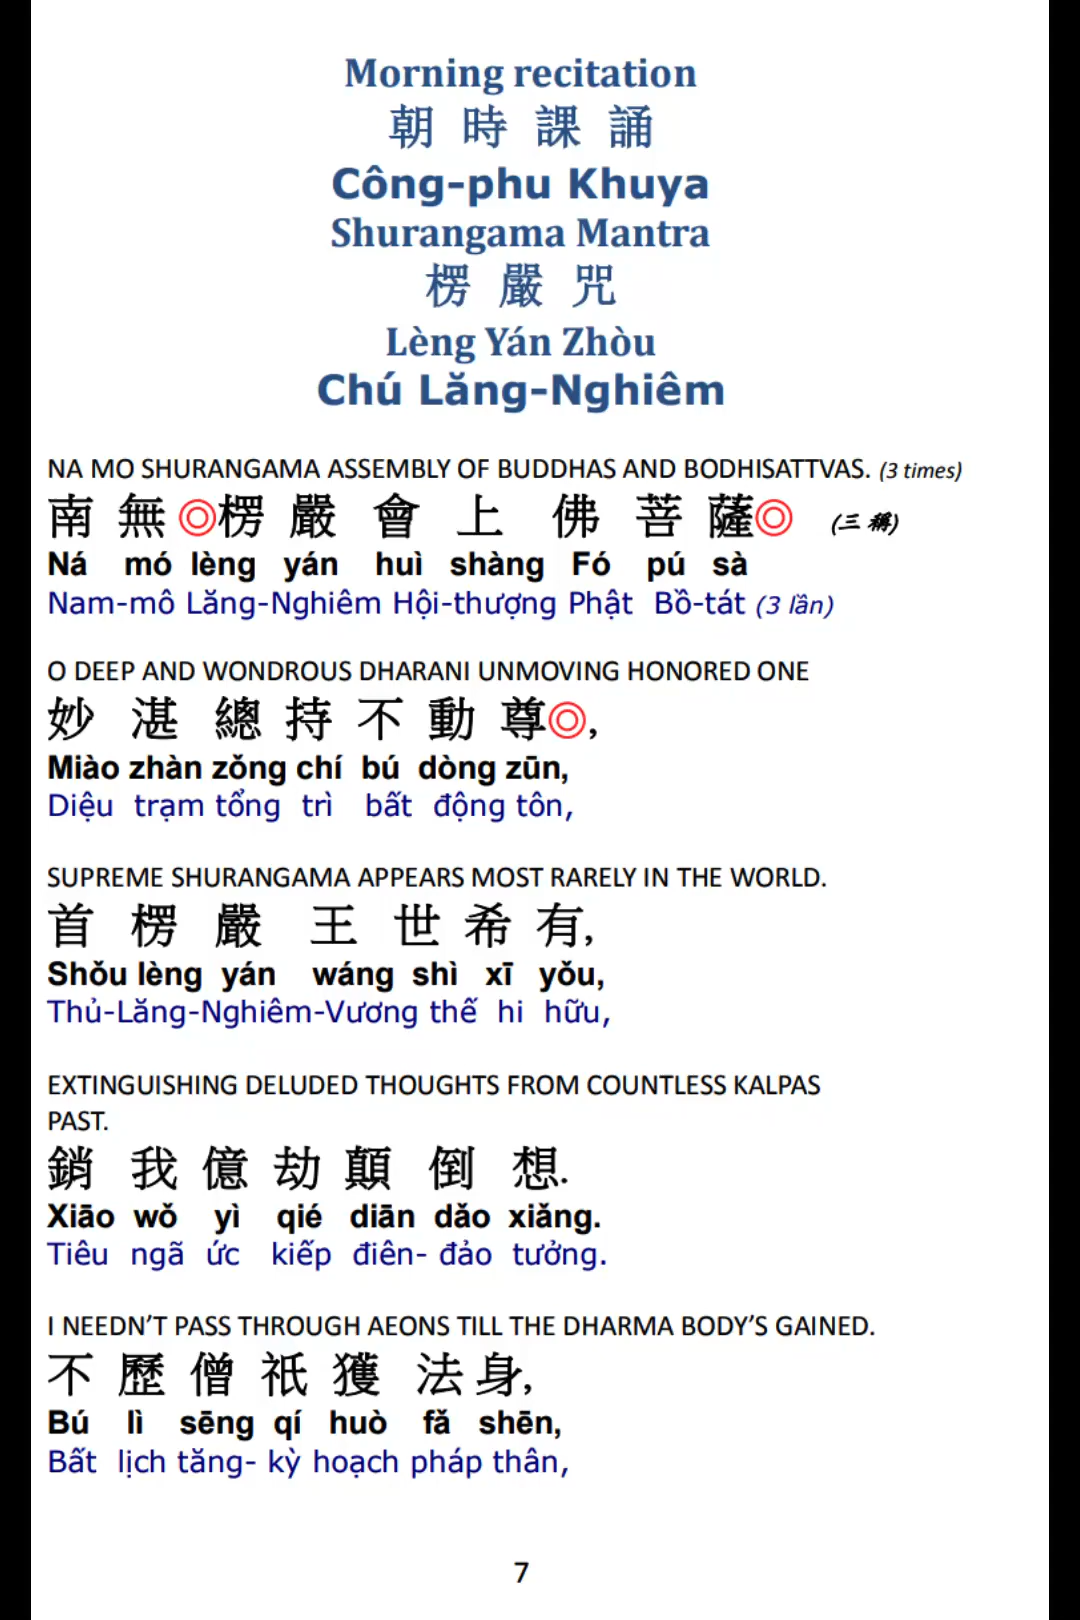 Morning recitation
朝 時 課 誦
Công-phu Khuya
Shurangama Mantra
楞 嚴 咒
Lèng Yán Zhòu
Chú Lăng-Nghiêm
NA MO SHURANGAMA ASSEMBLY OF BUDDHAS AND BODHISATTVAS. (3 times)
南 無 ◎楞 嚴 會 上 佛 菩 薩◎ (三 稱)
Ná mó lèng yán huì shàng Fó pú sà
Nam-mô Lăng-Nghiêm Hội-thượng Phật Bồ-tát (3 lần)
O DEEP AND WONDROUS DHARANI UNMOVING HONORED ONE
妙 湛 總 持 不 動 尊◎,
Miào zhàn zǒng chí bú dòng zūn,
Diệu trạm tổng trì bất động tôn,
SUPREME SHURANGAMA APPEARS MOST RARELY IN THE WORLD.
首 楞 嚴 王 世 希 有,
Shǒu lèng yán wáng shì xī yǒu,
Thủ-Lăng-Nghiêm-Vương thế hi hữu,
EXTINGUISHING DELUDED THOUGHTS FROM COUNTLESS KALPAS
PAST.
銷 我 億 劫 顛 倒 想.
Xiāo wǒ yì qié diān dǎo xiǎng.
Tiêu ngã ức kiếp điên- đảo tưởng.
I NEEDN'T PASS THROUGH AEONS TILL THE DHARMA BODY'S GAINED.
不 歷 僧 祇 獲 法 身,
Bú lì sēng qí huò fǎ shēn,
Bất lịch tăng- kỳ hoạch pháp thân,
7